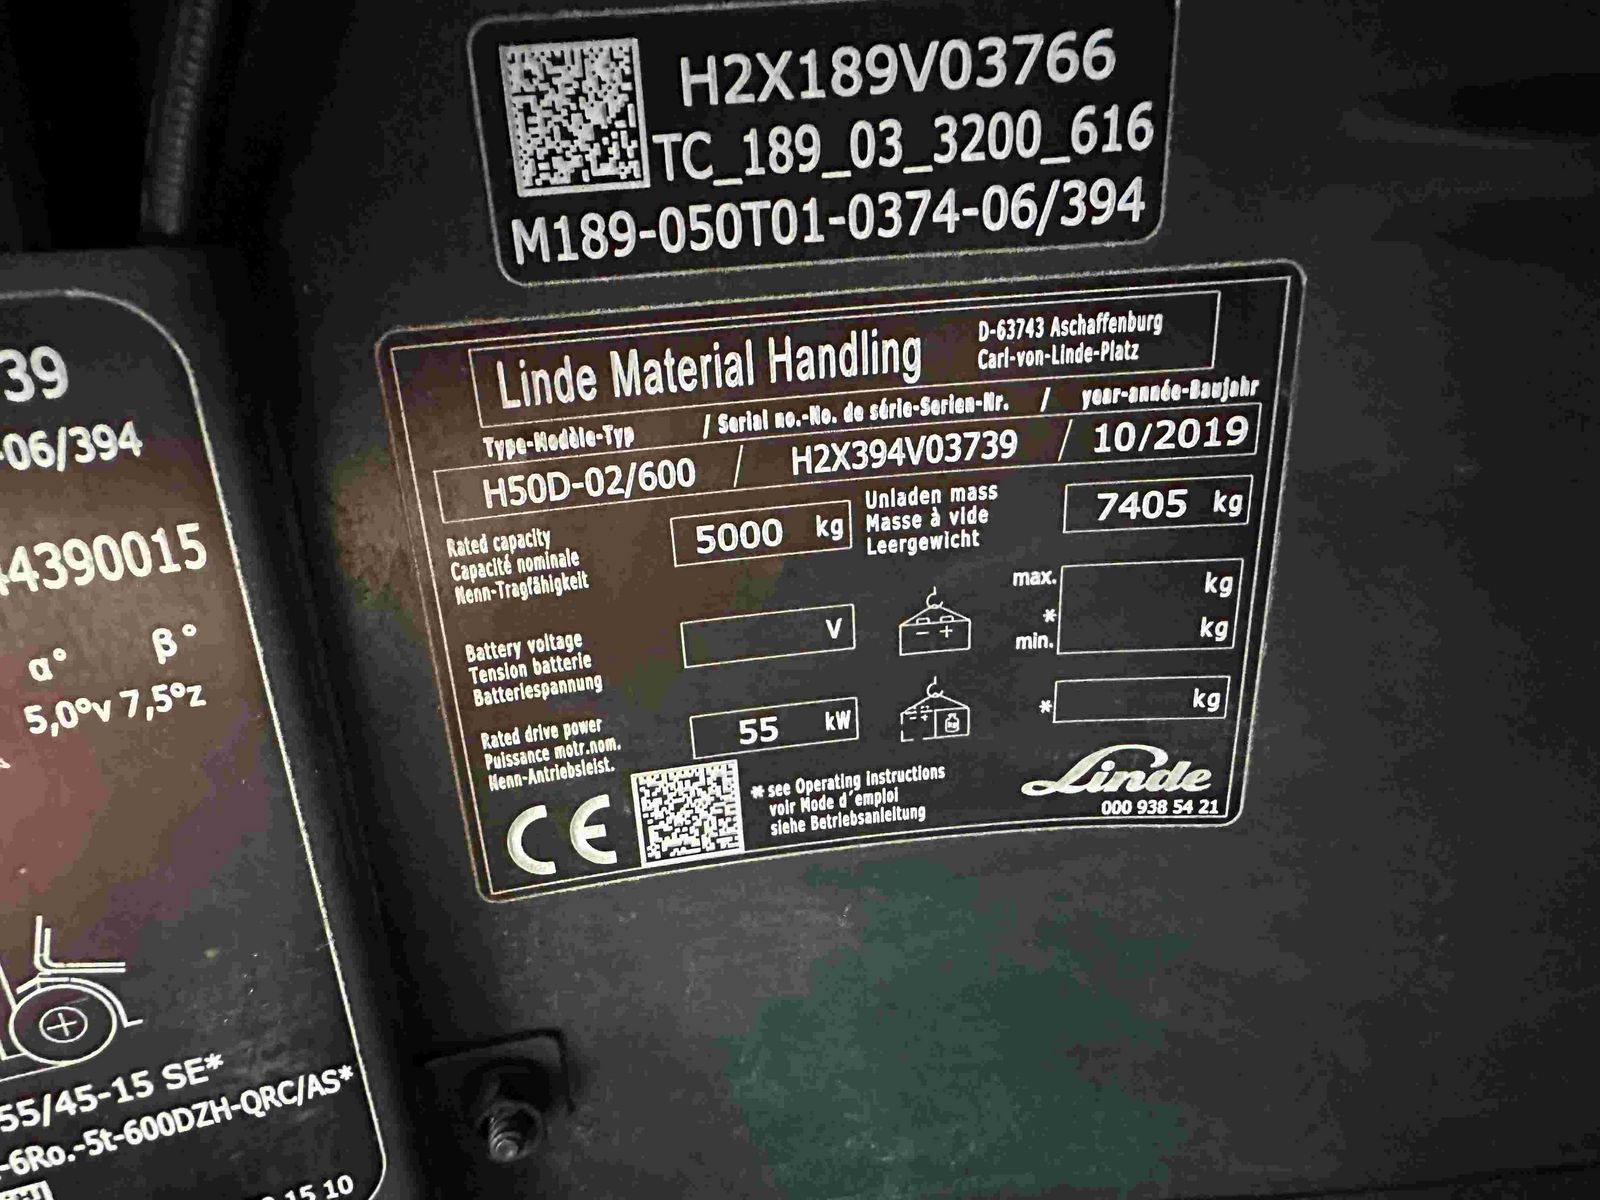 H2X189V03766
TC_189_03_3200_616
M189-050T01-0374-06/394
Linde Material Handling
D-63743 Aschaffenburg
Carl-von-Linde-Platz
Type-Modèle-Typ / Serial no.-No. de série-Serien-Nr. / year-année-Baujahr
H50D-02/600 / H2X394V03739 / 10/2019
Rated capacity
Capacité nominale
Nenn-Tragfähigkeit
5000 kg
Unladen mass
Masse à vide
Leergewicht
7405 kg
Battery voltage
Tension batterie
Batteriespannung
V
- +
max.
*
min.
kg
kg
Rated drive power
Puissance motr.nom.
Nenn-Antriebsleist.
55 kW
* kg
CE
* see Operating Instructions
voir Mode d'emploi
siehe Betriebsanleitung
Linde
000 938 54 21
39
-06/394
4390015
α° β°
5,0°v 7,5°z
55/45-15 SE*
-6Ro.-5t-600DZH-QRC/AS*
15 10